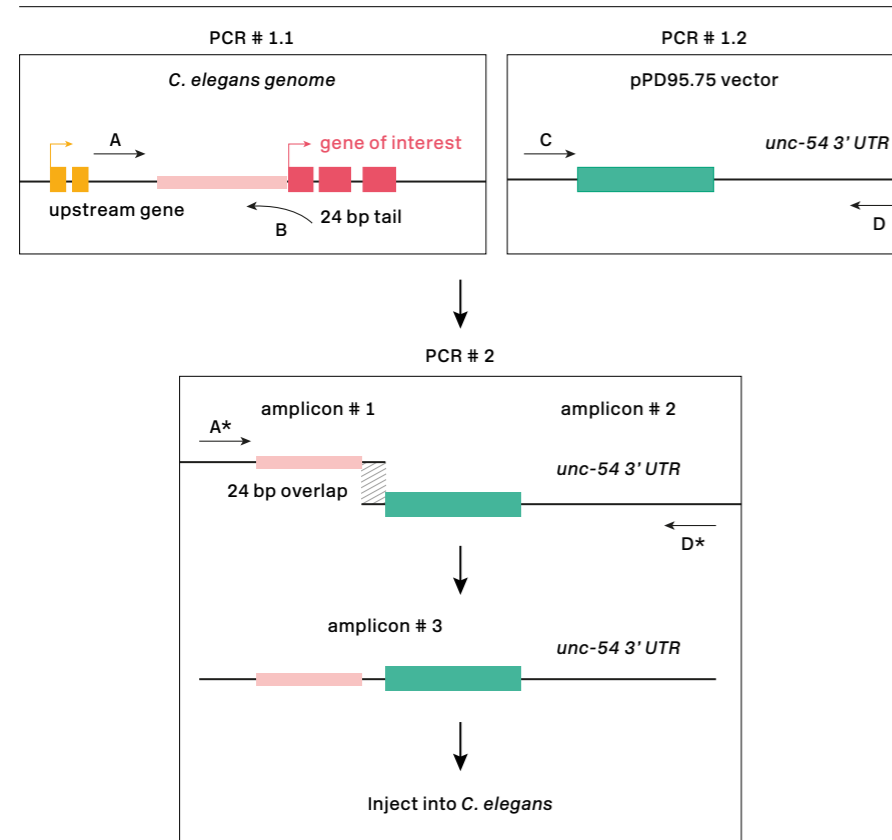 PCR # 1.1
PCR # 1.2
C. elegans genome
pPD95.75 vector
A
gene of interest
C
unc-54 3' UTR
upstream gene
B
24 bp tail
D
PCR # 2
amplicon # 1
amplicon # 2
A*
24 bp overlap
unc-54 3' UTR
D*
amplicon # 3
unc-54 3' UTR
Inject into C. elegans